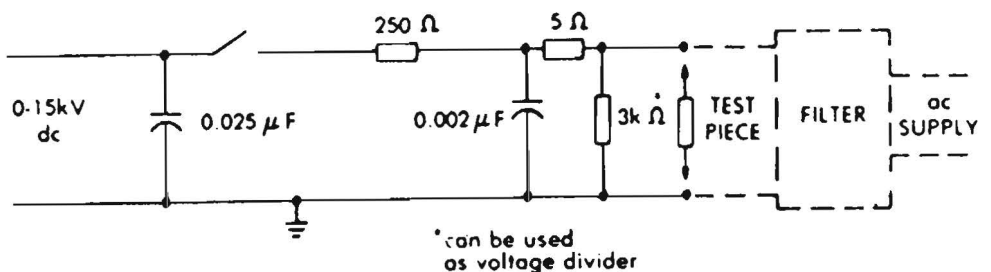 250 Ω
5 Ω
0-15kV
dc
0.025 μF
0.002 μF
3k Ω*
TEST
PIECE
FILTER
ac
SUPPLY
*can be used
as voltage divider